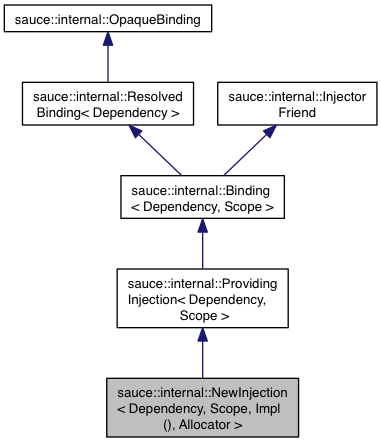 sauce::internal::OpaqueBinding
sauce::internal::Resolved
Binding< Dependency >
sauce::internal::Injector
Friend
sauce::internal::Binding
< Dependency, Scope >
sauce::internal::Providing
Injection< Dependency,
Scope >
sauce::internal::NewInjection
< Dependency, Scope, Impl
(), Allocator >